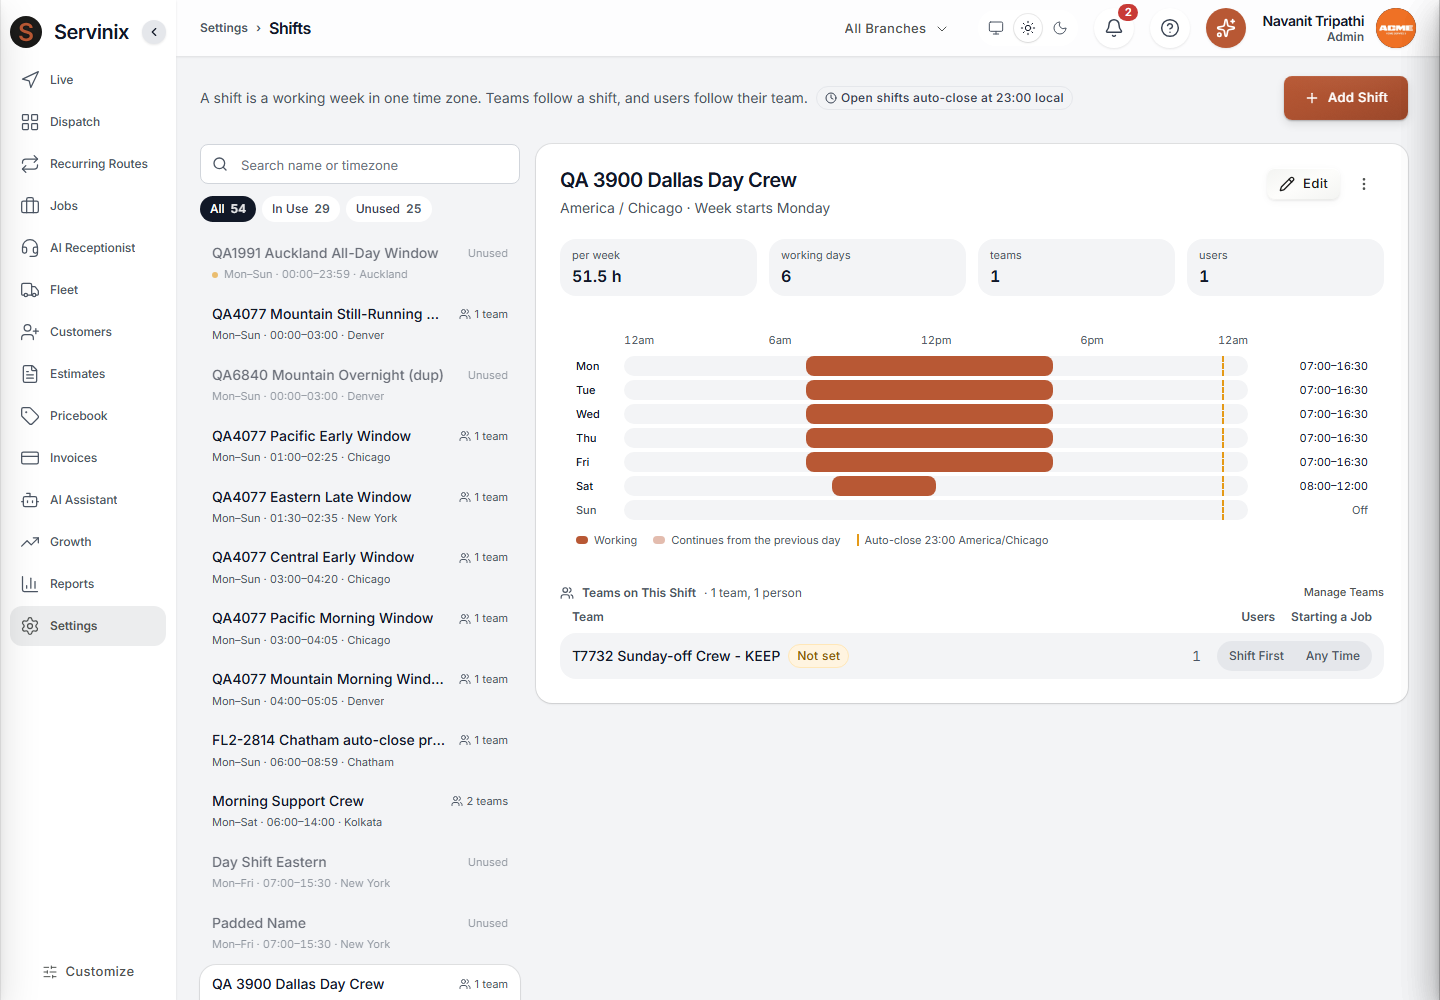 S Servinix
Live
Dispatch
Recurring Routes
Jobs
AI Receptionist
Fleet
Customers
Estimates
Pricebook
Invoices
AI Assistant
Growth
Reports
Settings
Customize
Settings › Shifts
All Branches
2
Navanit Tripathi
Admin
ACME
A shift is a working week in one time zone. Teams follow a shift, and users follow their team.
Open shifts auto-close at 23:00 local
+ Add Shift
Search name or timezone
All 54
In Use 29
Unused 25
QA1991 Auckland All-Day Window Unused
Mon–Sun · 00:00–23:59 · Auckland
QA4077 Mountain Still-Running ... 1 team
Mon–Sun · 00:00–03:00 · Denver
QA6840 Mountain Overnight (dup) Unused
Mon–Sun · 00:00–03:00 · Denver
QA4077 Pacific Early Window 1 team
Mon–Sun · 01:00–02:25 · Chicago
QA4077 Eastern Late Window 1 team
Mon–Sun · 01:30–02:35 · New York
QA4077 Central Early Window 1 team
Mon–Sun · 03:00–04:20 · Chicago
QA4077 Pacific Morning Window 1 team
Mon–Sun · 03:00–04:05 · Chicago
QA4077 Mountain Morning Wind... 1 team
Mon–Sun · 04:00–05:05 · Denver
FL2-2814 Chatham auto-close pr... 1 team
Mon–Sun · 06:00–08:59 · Chatham
Morning Support Crew 2 teams
Mon–Sat · 06:00–14:00 · Kolkata
Day Shift Eastern Unused
Mon–Fri · 07:00–15:30 · New York
Padded Name Unused
Mon–Fri · 07:00–15:30 · New York
QA 3900 Dallas Day Crew 1 team
QA 3900 Dallas Day Crew
America / Chicago · Week starts Monday
Edit
per week
51.5 h
working days
6
teams
1
users
1
12am 6am 12pm 6pm 12am
Mon 07:00–16:30
Tue 07:00–16:30
Wed 07:00–16:30
Thu 07:00–16:30
Fri 07:00–16:30
Sat 08:00–12:00
Sun Off
Working Continues from the previous day Auto-close 23:00 America/Chicago
Teams on This Shift · 1 team, 1 person Manage Teams
Team Users Starting a Job
T7732 Sunday-off Crew - KEEP Not set 1 Shift First Any Time